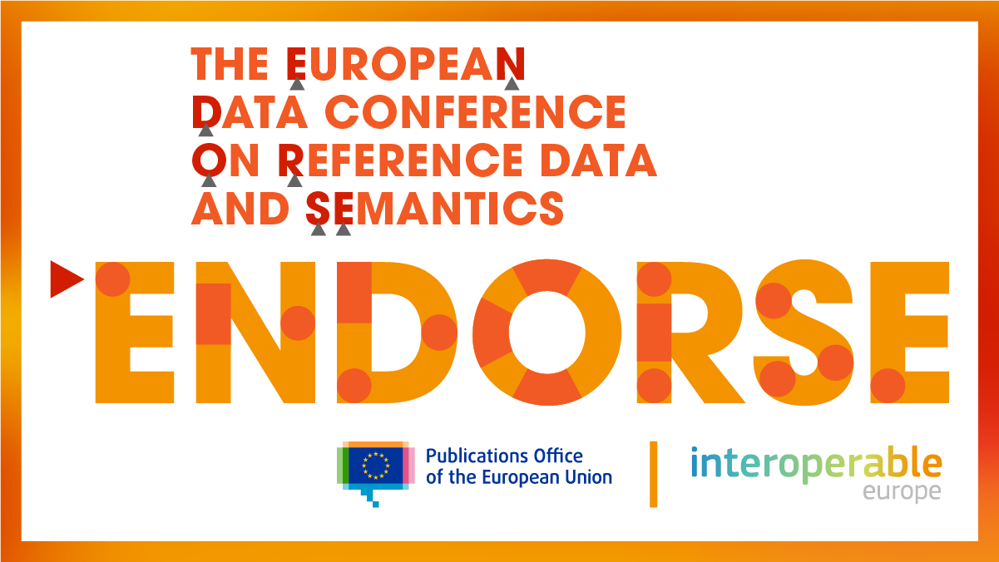 THE EUROPEAN
DATA CONFERENCE
ON REFERENCE DATA
AND SEMANTICS
ENDORSE
Publications Office
of the European Union
interoperable
europe